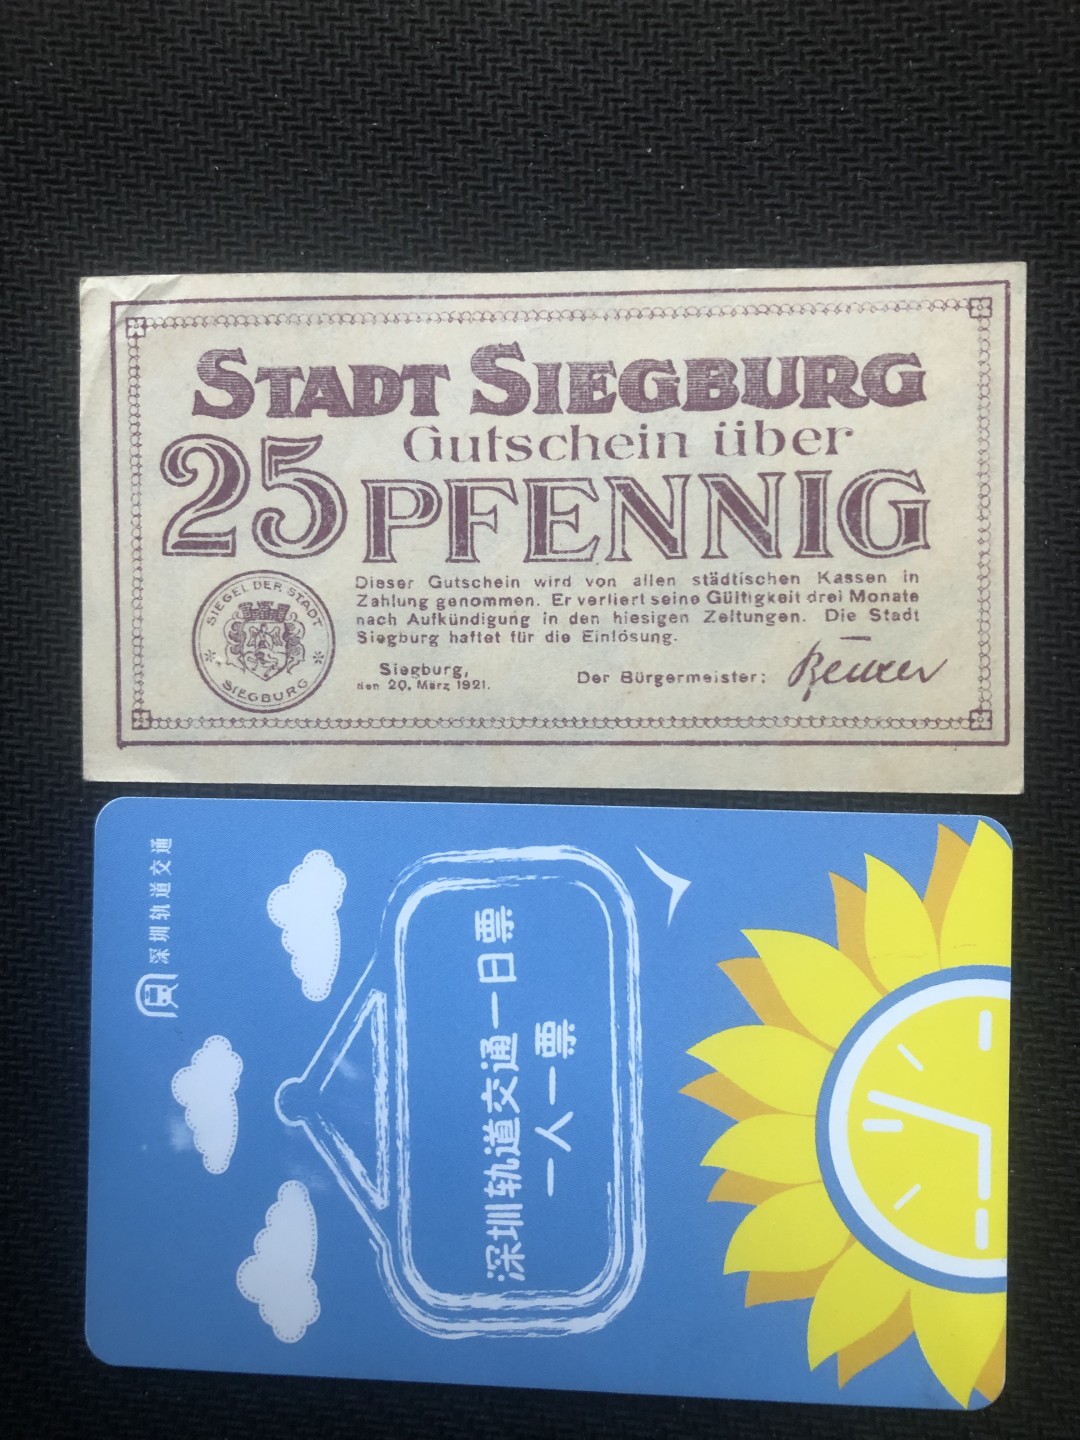 STADT SIEGBURG
Gutschein über
25 PFENNIG
Dieser Gutschein wird von allen städtischen Kassen in
Zahlung genommen. Er verliert seine Gültigkeit drei Monate
nach Aufkündigung in den hiesigen Zeitungen. Die Stadt
Siegburg haftet für die Einlösung.
SIEGEL DER STADT
* SIEGBURG *
Siegburg,
den 20. März 1921.
Der Bürgermeister:
深圳轨道交通
深圳轨道交通一日票
一人一票